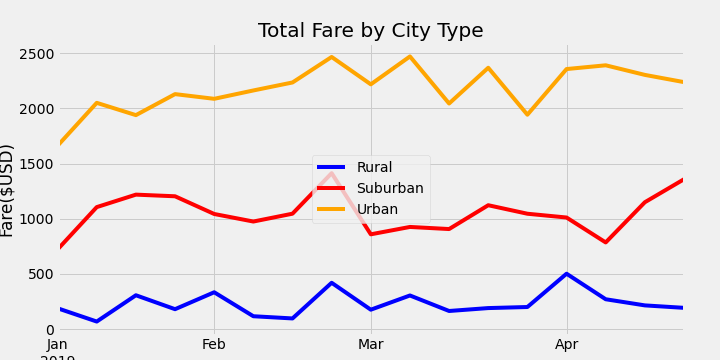 Total Fare by City Type
Fare($USD)
2500
2000
1500
1000
500
0
Rural
Suburban
Urban
Jan
Feb
Mar
Apr
2019